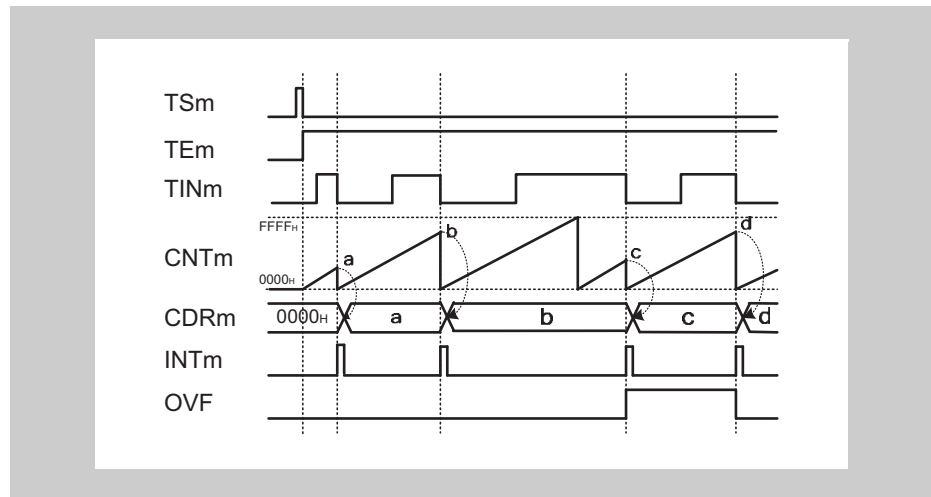 TSm
TEm
TINm
FFFFH
b
d
a
c
CNTm
0000H
CDRm
0000H a b c d
INTm
OVF